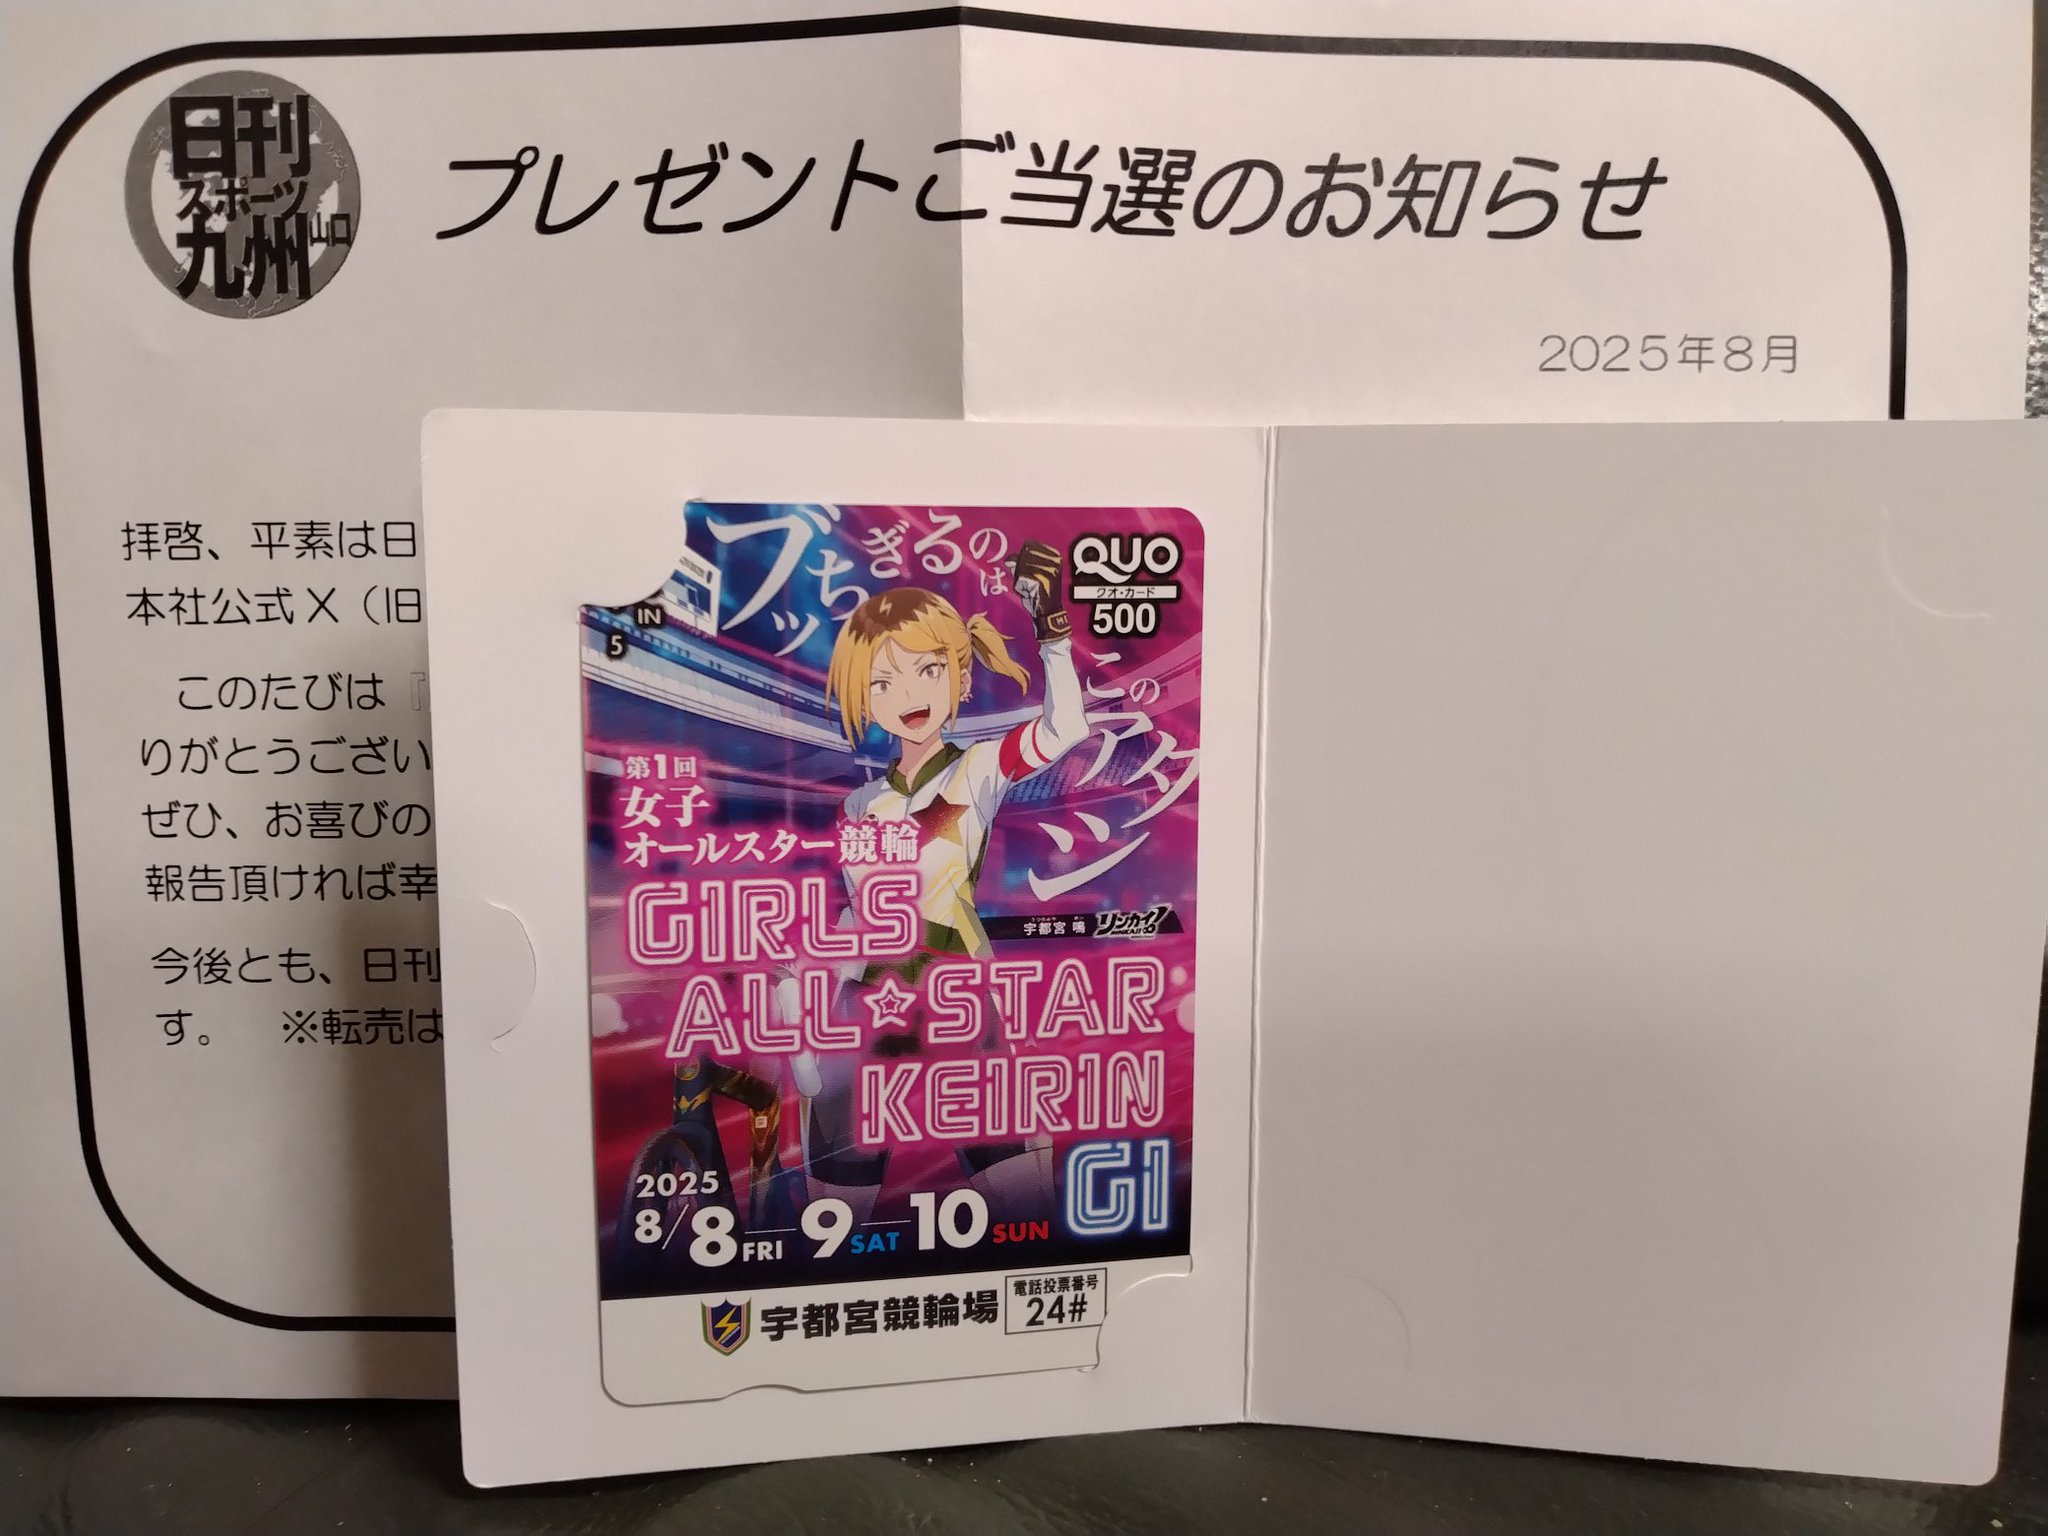 日刊
スポーツ
九州
山口
プレゼントご当選のお知らせ
2025年8月
拝啓、平素は日
本社公式X(旧
このたびは『
りがとうござい
ぜひ、お喜びの
報告頂ければ幸
今後とも、日刊
す。 ※転売は
ブッちぎるのは
このアタシ
QUO
クオ・カード
500
IN
5
第1回
女子
オールスター競輪
宇都宮 鳴 リンカイ!
GIRLS
ALL☆STAR
KEIRIN
GI
2025
8/8 FRI 9 SAT 10 SUN
宇都宮競輪場
電話投票番号
24#